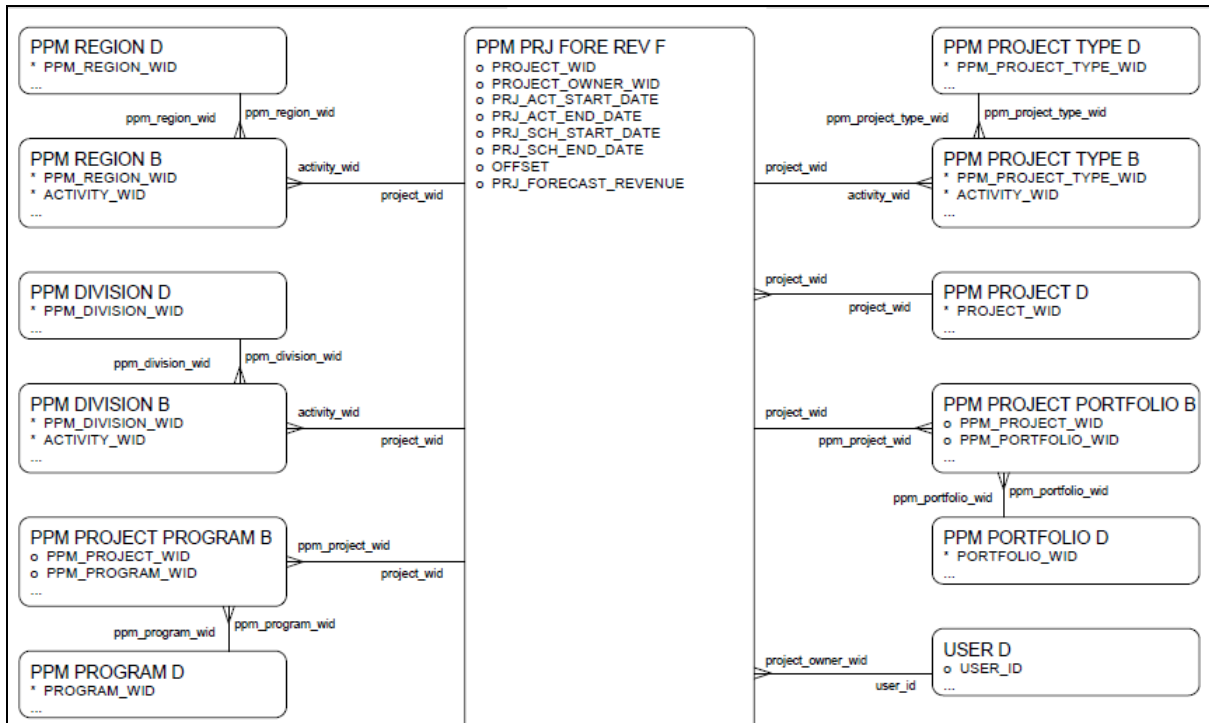 PPM REGION D
* PPM_REGION_WID
...
ppm_region_wid
ppm_region_wid
PPM REGION B
* PPM_REGION_WID
* ACTIVITY_WID
...
activity_wid
project_wid
PPM DIVISION D
* PPM_DIVISION_WID
...
ppm_division_wid
ppm_division_wid
PPM DIVISION B
* PPM_DIVISION_WID
* ACTIVITY_WID
...
activity_wid
project_wid
PPM PROJECT PROGRAM B
o PPM_PROJECT_WID
o PPM_PROGRAM_WID
...
ppm_project_wid
project_wid
ppm_program_wid
ppm_program_wid
PPM PROGRAM D
* PROGRAM_WID
...
PPM PRJ FORE REV F
o PROJECT_WID
o PROJECT_OWNER_WID
o PRJ_ACT_START_DATE
o PRJ_ACT_END_DATE
o PRJ_SCH_START_DATE
o PRJ_SCH_END_DATE
o OFFSET
o PRJ_FORECAST_REVENUE
PPM PROJECT TYPE D
* PPM_PROJECT_TYPE_WID
...
ppm_project_type_wid
ppm_project_type_wid
PPM PROJECT TYPE B
* PPM_PROJECT_TYPE_WID
* ACTIVITY_WID
...
project_wid
activity_wid
project_wid
project_wid
PPM PROJECT D
* PROJECT_WID
...
project_wid
ppm_project_wid
PPM PROJECT PORTFOLIO B
o PPM_PROJECT_WID
o PPM_PORTFOLIO_WID
...
ppm_portfolio_wid
ppm_portfolio_wid
PPM PORTFOLIO D
* PORTFOLIO_WID
...
project_owner_wid
user_id
USER D
o USER_ID
...